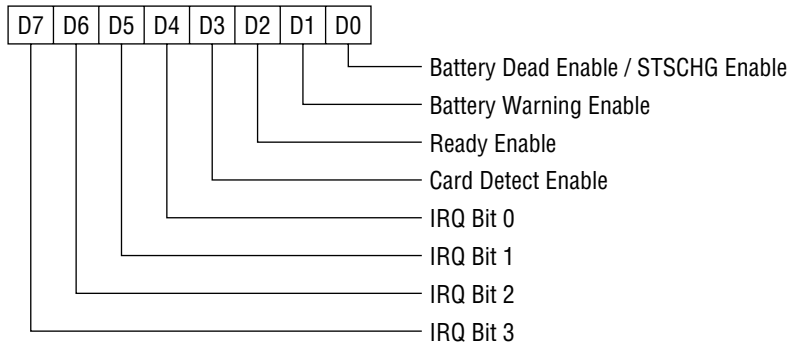 D7 D6 D5 D4 D3 D2 D1 D0
Battery Dead Enable / STSCHG Enable
Battery Warning Enable
Ready Enable
Card Detect Enable
IRQ Bit 0
IRQ Bit 1
IRQ Bit 2
IRQ Bit 3